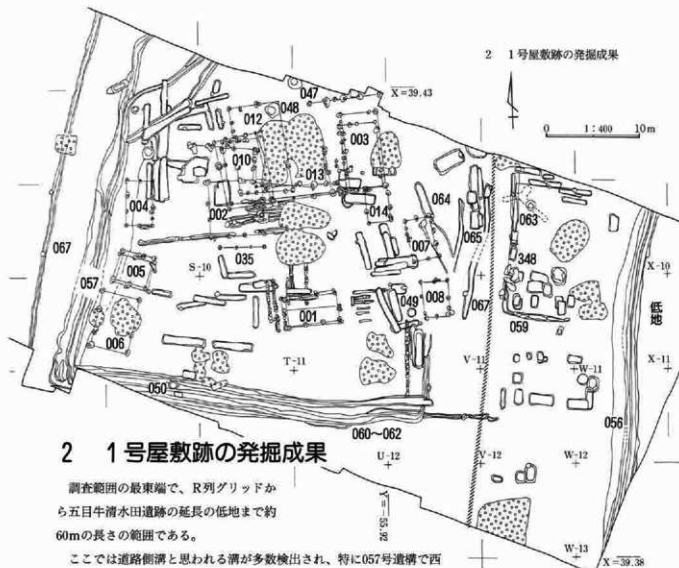 2 1号屋敷跡の発掘成果
1:400
0
10m
X=39.43
047
048
012
003
010
013
004
002
014
064
063
065
007
348
067
035
S-10
X-10
低地
057
005
008
049
067
059
001
006
T-11
V-11
W-11
X-11
050
056
060〜062
U-12
V-12
W-12
Y=-55.92
W-13
X=39.38
2 1号屋敷跡の発掘成果
調査範囲の最東端で、R列グリッドか
ら五目牛清水田遺跡の延長の低地まで約
60mの長さの範囲である。
ここでは道路側溝と思われる溝が多数検出され、特に057号遺構で西